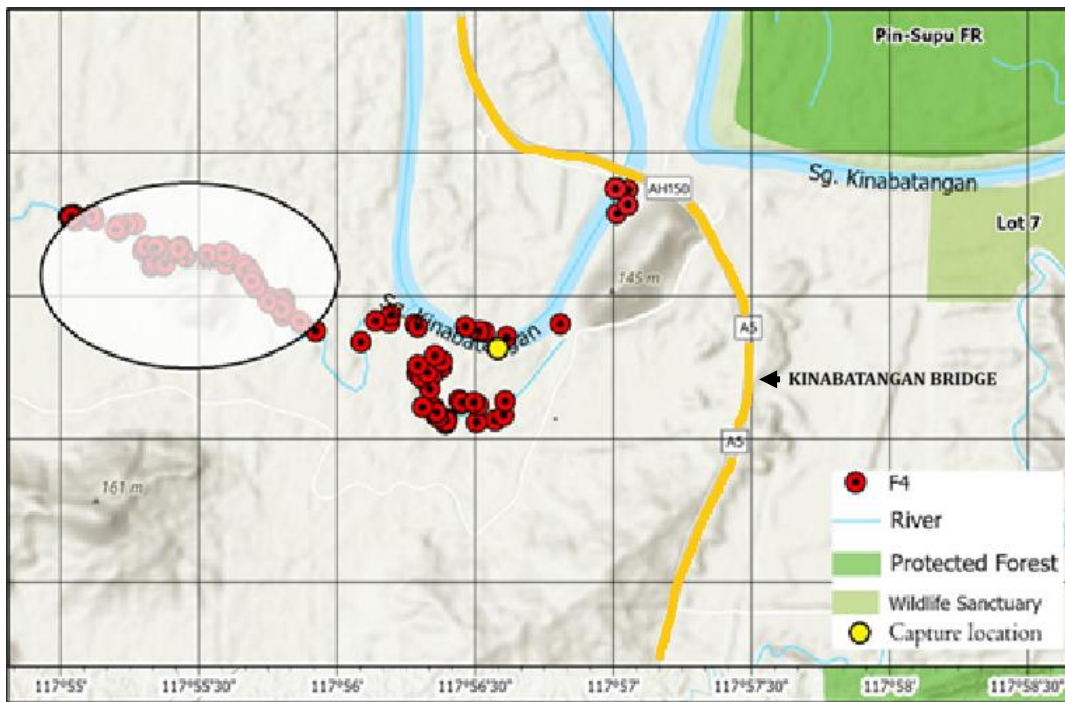 Pin-Supu FR
Sg. Kinabatangan
AH150
Lot 7
145 m
Sg. Kinabatangan
A5
KINABATANGAN BRIDGE
A5
161 m
F4
River
Protected Forest
Wildlife Sanctuary
Capture location
117°55' 117°55'30" 117°56' 117°56'30" 117°57' 117°57'30" 117°58' 117°58'30"